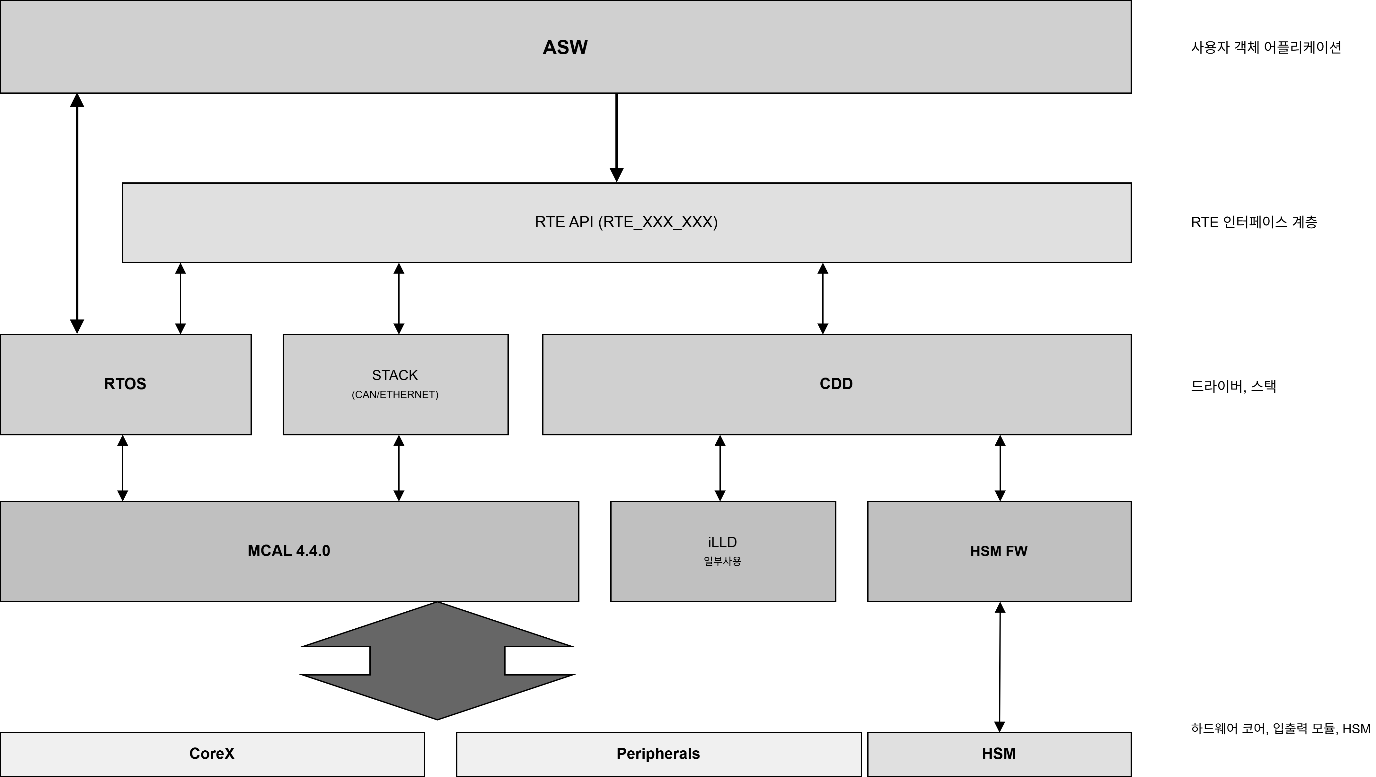 ASW
사용자 객체 어플리케이션
RTE API (RTE_XXX_XXX)
RTE 인터페이스 계층
RTOS
STACK
(CAN/ETHERNET)
CDD
드라이버, 스택
MCAL 4.4.0
iLLD
일부사용
HSM FW
하드웨어 코어, 입출력 모듈, HSM
CoreX
Peripherals
HSM